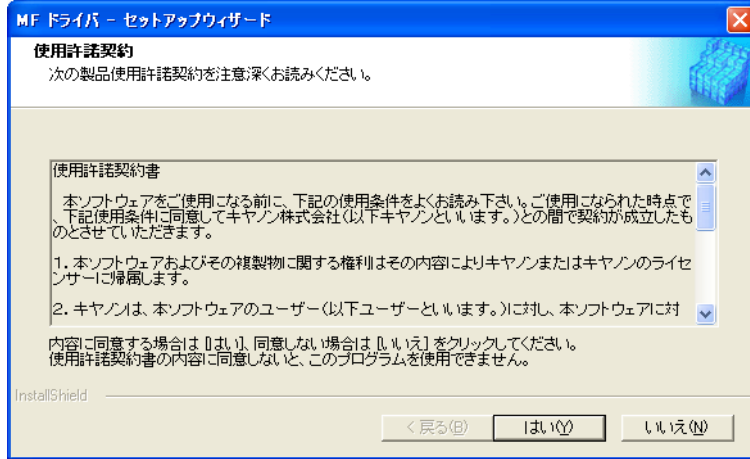 MF ドライバ - セットアップウィザード
使用許諾契約
次の製品使用許諾契約を注意深くお読みください。
使用許諾契約書
本ソフトウェアをご使用になる前に、下記の使用条件をよくお読み下さい。ご使用になられた時点で
、下記使用条件に同意してキヤノン株式会社(以下キヤノンといいます。)との間で契約が成立したも
のとさせていただきます。
1. 本ソフトウェアおよびその複製物に関する権利はその内容によりキヤノンまたはキヤノンのライセ
ンサーに帰属します。
2. キヤノンは、本ソフトウェアのユーザー(以下ユーザーといいます。)に対し、本ソフトウェアに対
内容に同意する場合は [はい]、同意しない場合は [いいえ] をクリックしてください。
使用許諾契約書の内容に同意しないと、このプログラムを使用できません。
InstallShield
< 戻る(B)
はい(Y)
いいえ(N)